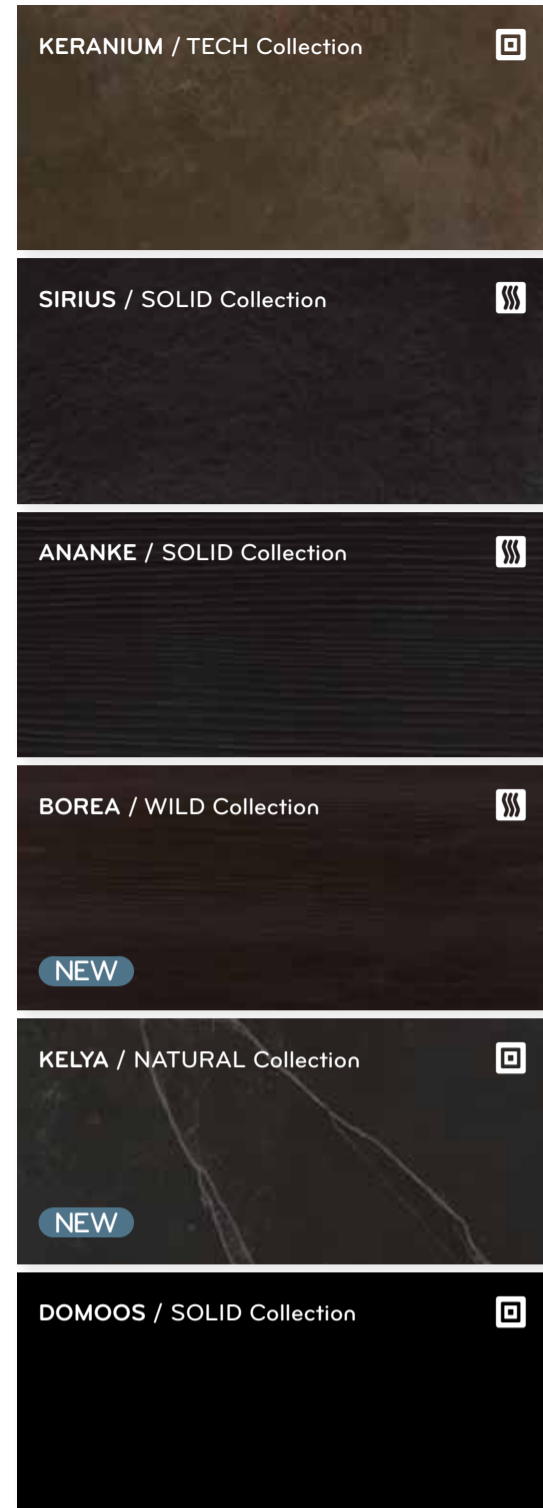 KERANIUM / TECH Collection
SIRIUS / SOLID Collection
ANANKE / SOLID Collection
BOREA / WILD Collection
NEW
KELYA / NATURAL Collection
NEW
DOMOOS / SOLID Collection